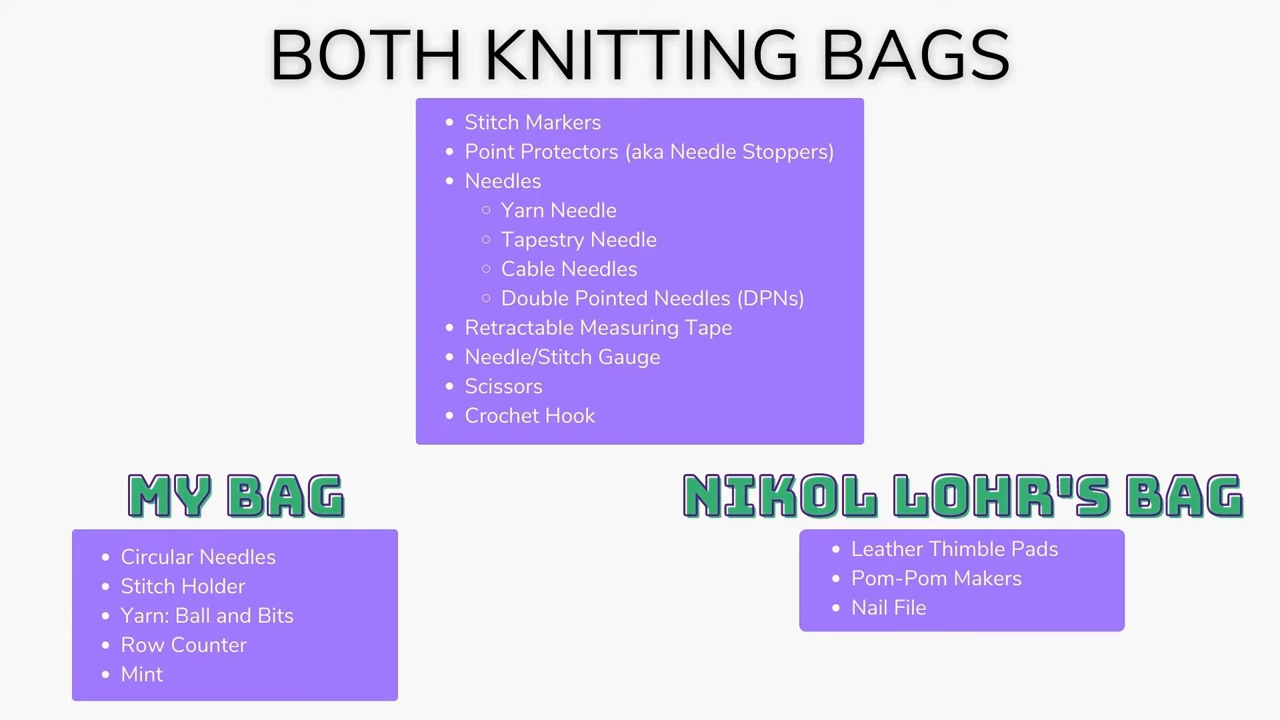 BOTH KNITTING BAGS
• Stitch Markers
• Point Protectors (aka Needle Stoppers)
• Needles
○ Yarn Needle
○ Tapestry Needle
○ Cable Needles
○ Double Pointed Needles (DPNs)
• Retractable Measuring Tape
• Needle/Stitch Gauge
• Scissors
• Crochet Hook
MY BAG
• Circular Needles
• Stitch Holder
• Yarn: Ball and Bits
• Row Counter
• Mint
NIKOL LOHR'S BAG
• Leather Thimble Pads
• Pom-Pom Makers
• Nail File